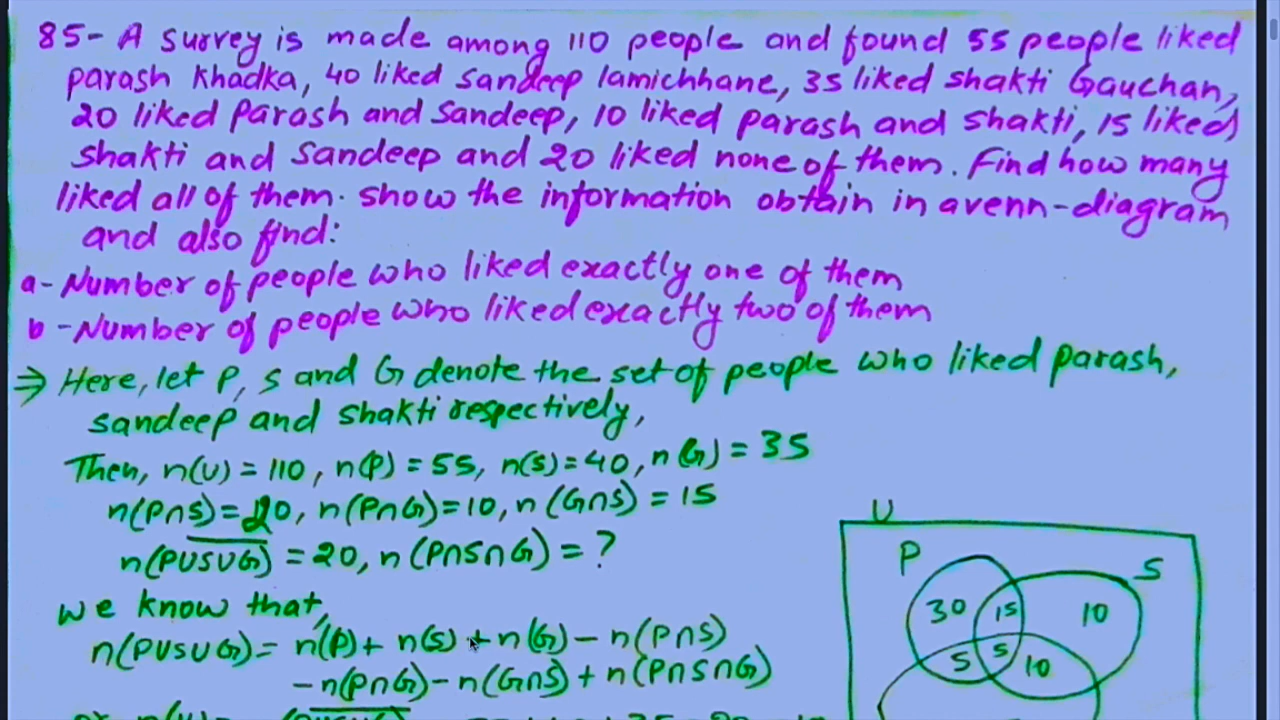 85- A survey is made among 110 people and found 55 people liked
parash khadka, 40 liked sandeep lamichhane, 35 liked shakti Gauchan,
20 liked parash and sandeep, 10 liked parash and shakti, 15 liked
shakti and sandeep and 20 liked none of them. Find how many
liked all of them. show the information obtain in a venn-diagram
and also find:
a- Number of people who liked exactly one of them
b- Number of people who liked exactly two of them
⇒ Here, let P, S and G denote the set of people who liked parash,
sandeep and shakti respectively,
Then, n(U) = 110, n(P) = 55, n(S) = 40, n(G) = 35
n(P∩S) = 20, n(P∩G) = 10, n(G∩S) = 15
U
n(P∪S∪G)‾ = 20, n(P∩S∩G) = ?
P S
we know that,
30 15 10
n(P∪S∪G) = n(P) + n(S) + n(G) - n(P∩S)
5 5 10
- n(P∩G) - n(G∩S) + n(P∩S∩G)